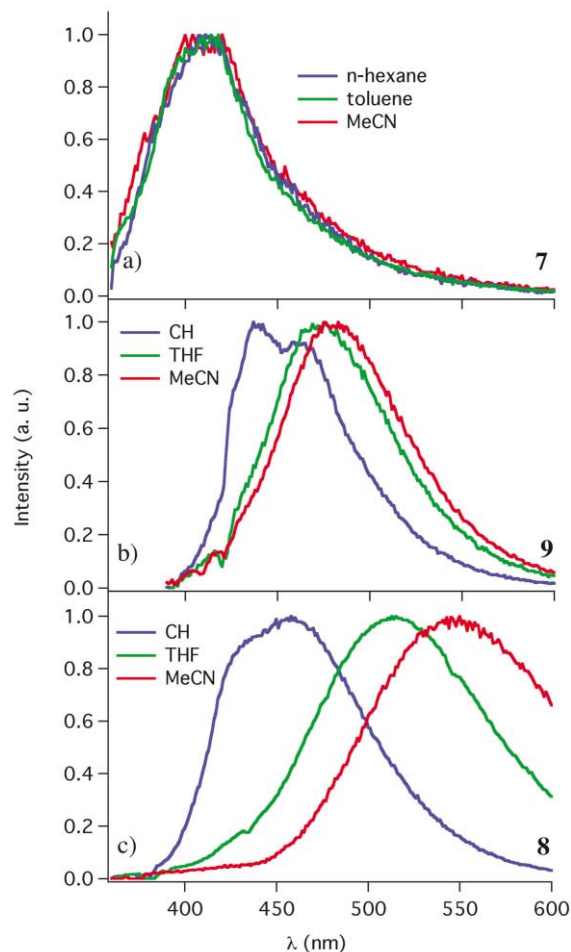 1.0
0.8
0.6
0.4
0.2
0.0
n-hexane
toluene
MeCN
a)
7
1.0
0.8
0.6
0.4
0.2
0.0
CH
THF
MeCN
b)
9
Intensity (a. u.)
1.0
0.8
0.6
0.4
0.2
0.0
CH
THF
MeCN
c)
8
400 450 500 550 600
λ (nm)